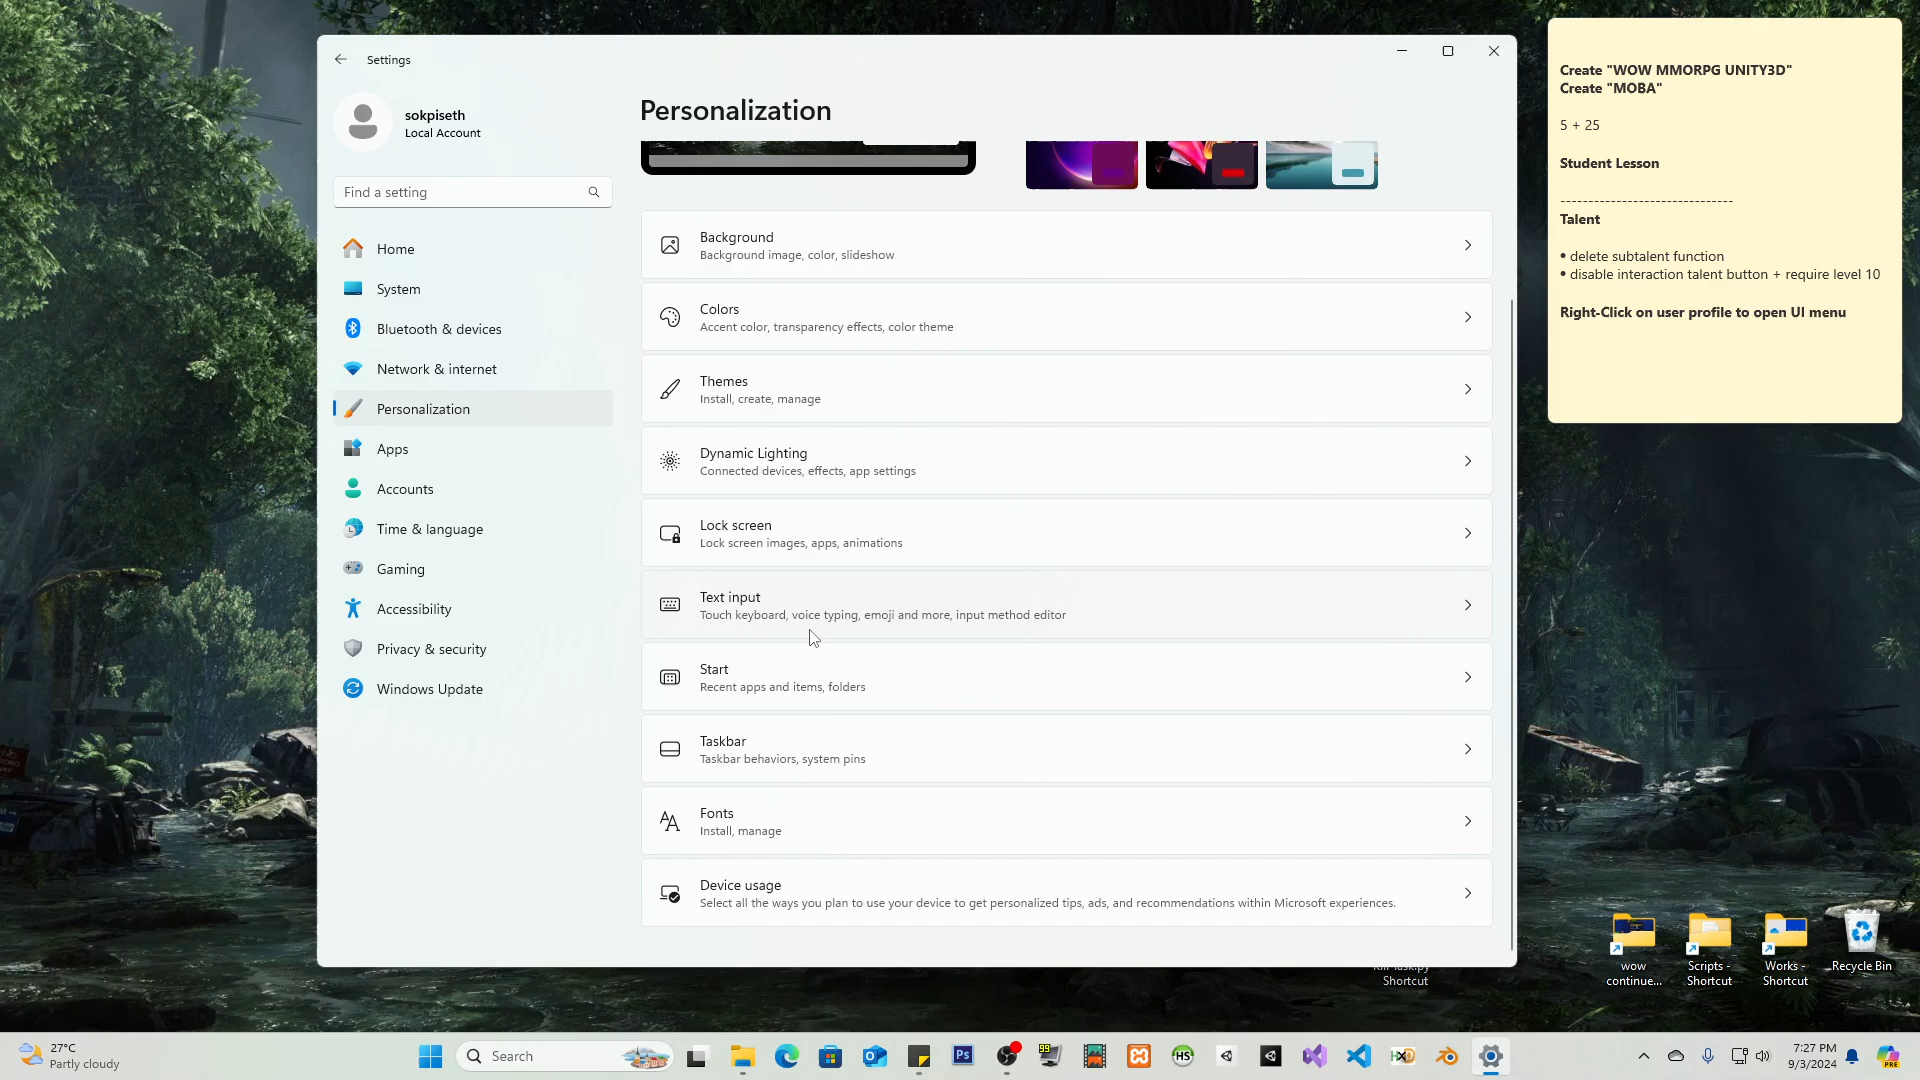 Settings
sokpiseth
Local Account
Find a setting
Home
System
Bluetooth & devices
Network & internet
Personalization
Apps
Accounts
Time & language
Gaming
Accessibility
Privacy & security
Windows Update
Personalization
Background
Background image, color, slideshow
Colors
Accent color, transparency effects, color theme
Themes
Install, create, manage
Dynamic Lighting
Connected devices, effects, app settings
Lock screen
Lock screen images, apps, animations
Text input
Touch keyboard, voice typing, emoji and more, input method editor
Start
Recent apps and items, folders
Taskbar
Taskbar behaviors, system pins
Fonts
Install, manage
Device usage
Select all the ways you plan to use your device to get personalized tips, ads, and recommendations within Microsoft experiences.
Create "WOW MMORPG UNITY3D"
Create "MOBA"
5 + 25
Student Lesson
-------------------------------
Talent
• delete subtalent function
• disable interaction talent button + require level 10
Right-Click on user profile to open UI menu
Shortcut
wow
continue...
Scripts -
Shortcut
Works -
Shortcut
Recycle Bin
27°C
Partly cloudy
Search
Ps
99
HS
HXD
7:27 PM
9/3/2024
PRE